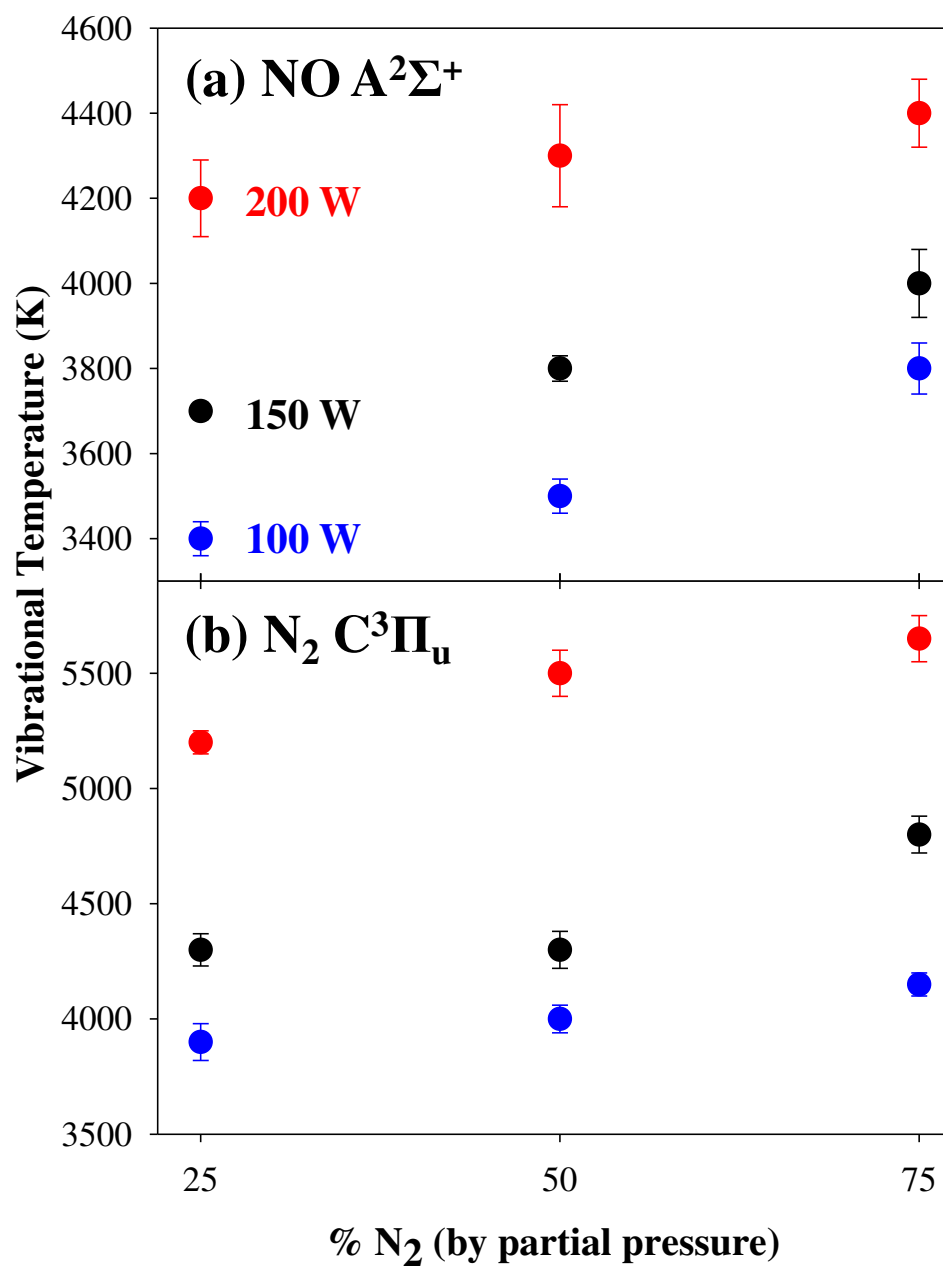 4600
(a) NO A²Σ⁺
4400
4200
200 W
4000
3800
150 W
3600
3400
100 W
Vibrational Temperature (K)
(b) N₂ C³Πᵤ
5500
5000
4500
4000
3500
25 50 75
% N₂ (by partial pressure)